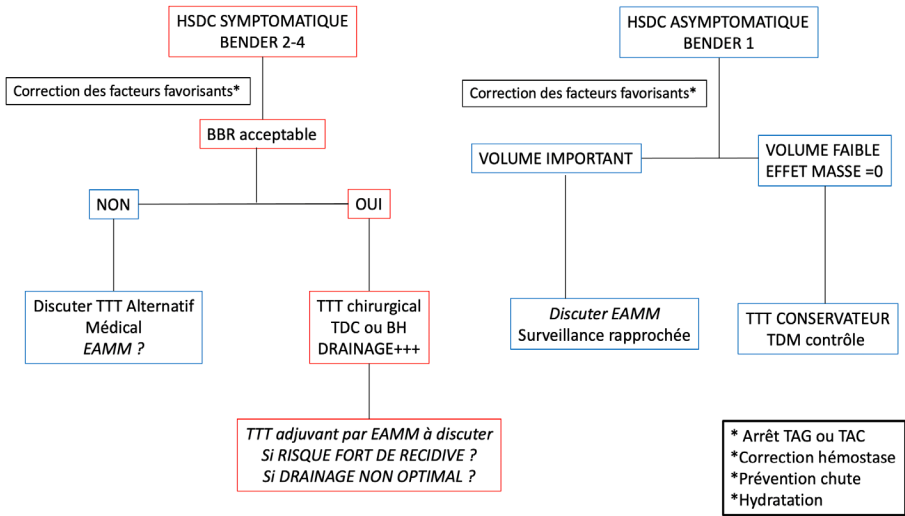 HSDC SYMPTOMATIQUE
BENDER 2-4
Correction des facteurs favorisants*
BBR acceptable
NON
OUI
Discuter TTT Alternatif
Médical
EAMM ?
TTT chirurgical
TDC ou BH
DRAINAGE+++
TTT adjuvant par EAMM à discuter
Si RISQUE FORT DE RECIDIVE ?
Si DRAINAGE NON OPTIMAL ?
HSDC ASYMPTOMATIQUE
BENDER 1
Correction des facteurs favorisants*
VOLUME IMPORTANT
VOLUME FAIBLE
EFFET MASSE =0
Discuter EAMM
Surveillance rapprochée
TTT CONSERVATEUR
TDM contrôle
* Arrêt TAG ou TAC
*Correction hémostase
*Prévention chute
*Hydratation